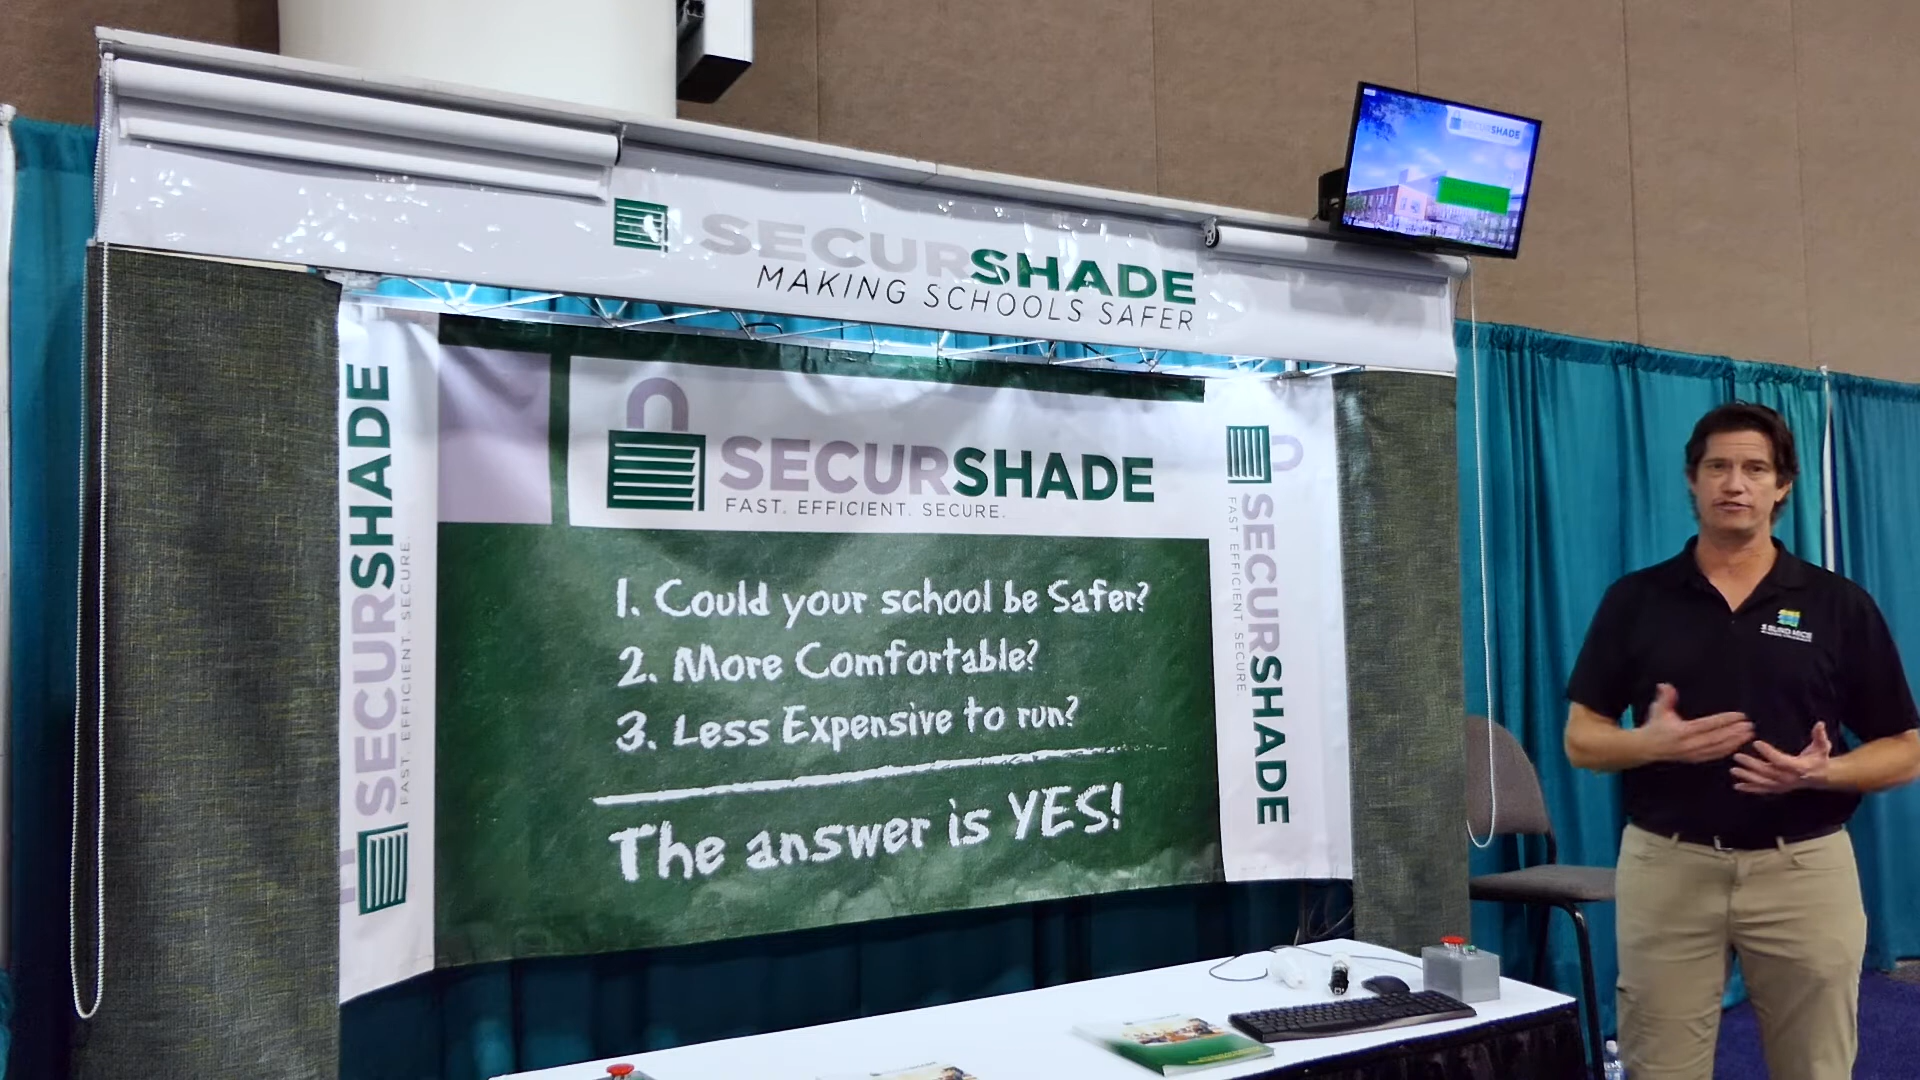 SECURSHADE
SECURSHADE
MAKING SCHOOLS SAFER
SECURSHADE
FAST. EFFICIENT. SECURE.
SECURSHADE
FAST. EFFICIENT. SECURE.
SECURSHADE
FAST. EFFICIENT. SECURE.
1. Could your school be Safer?
2. More Comfortable?
3. Less Expensive to run?
The answer is YES!